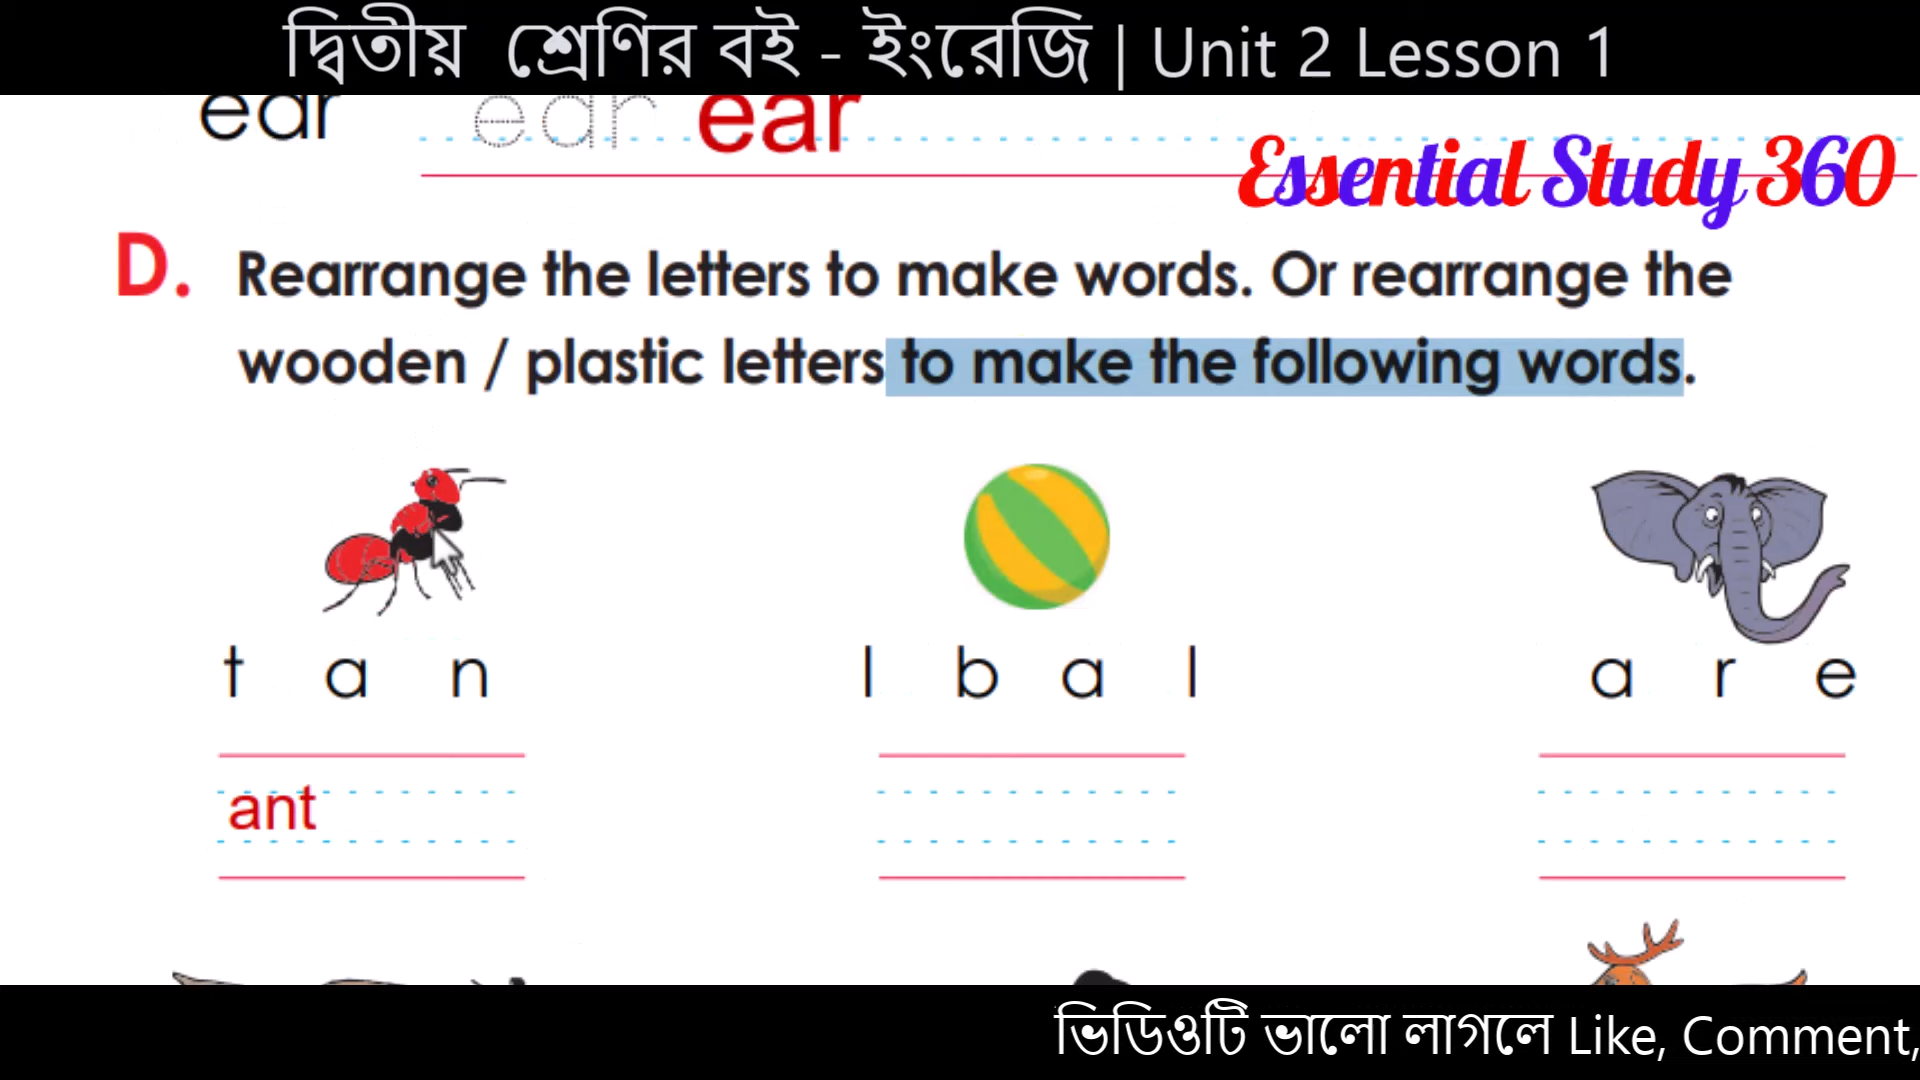 দ্বিতীয় শ্রেণির বই - ইংরেজি | Unit 2 Lesson 1
ear ear ear
Essential Study 360
D. Rearrange the letters to make words. Or rearrange the
wooden / plastic letters to make the following words.
t a n l b a l a r e
ant
ভিডিওটি ভালো লাগলে Like, Comment,